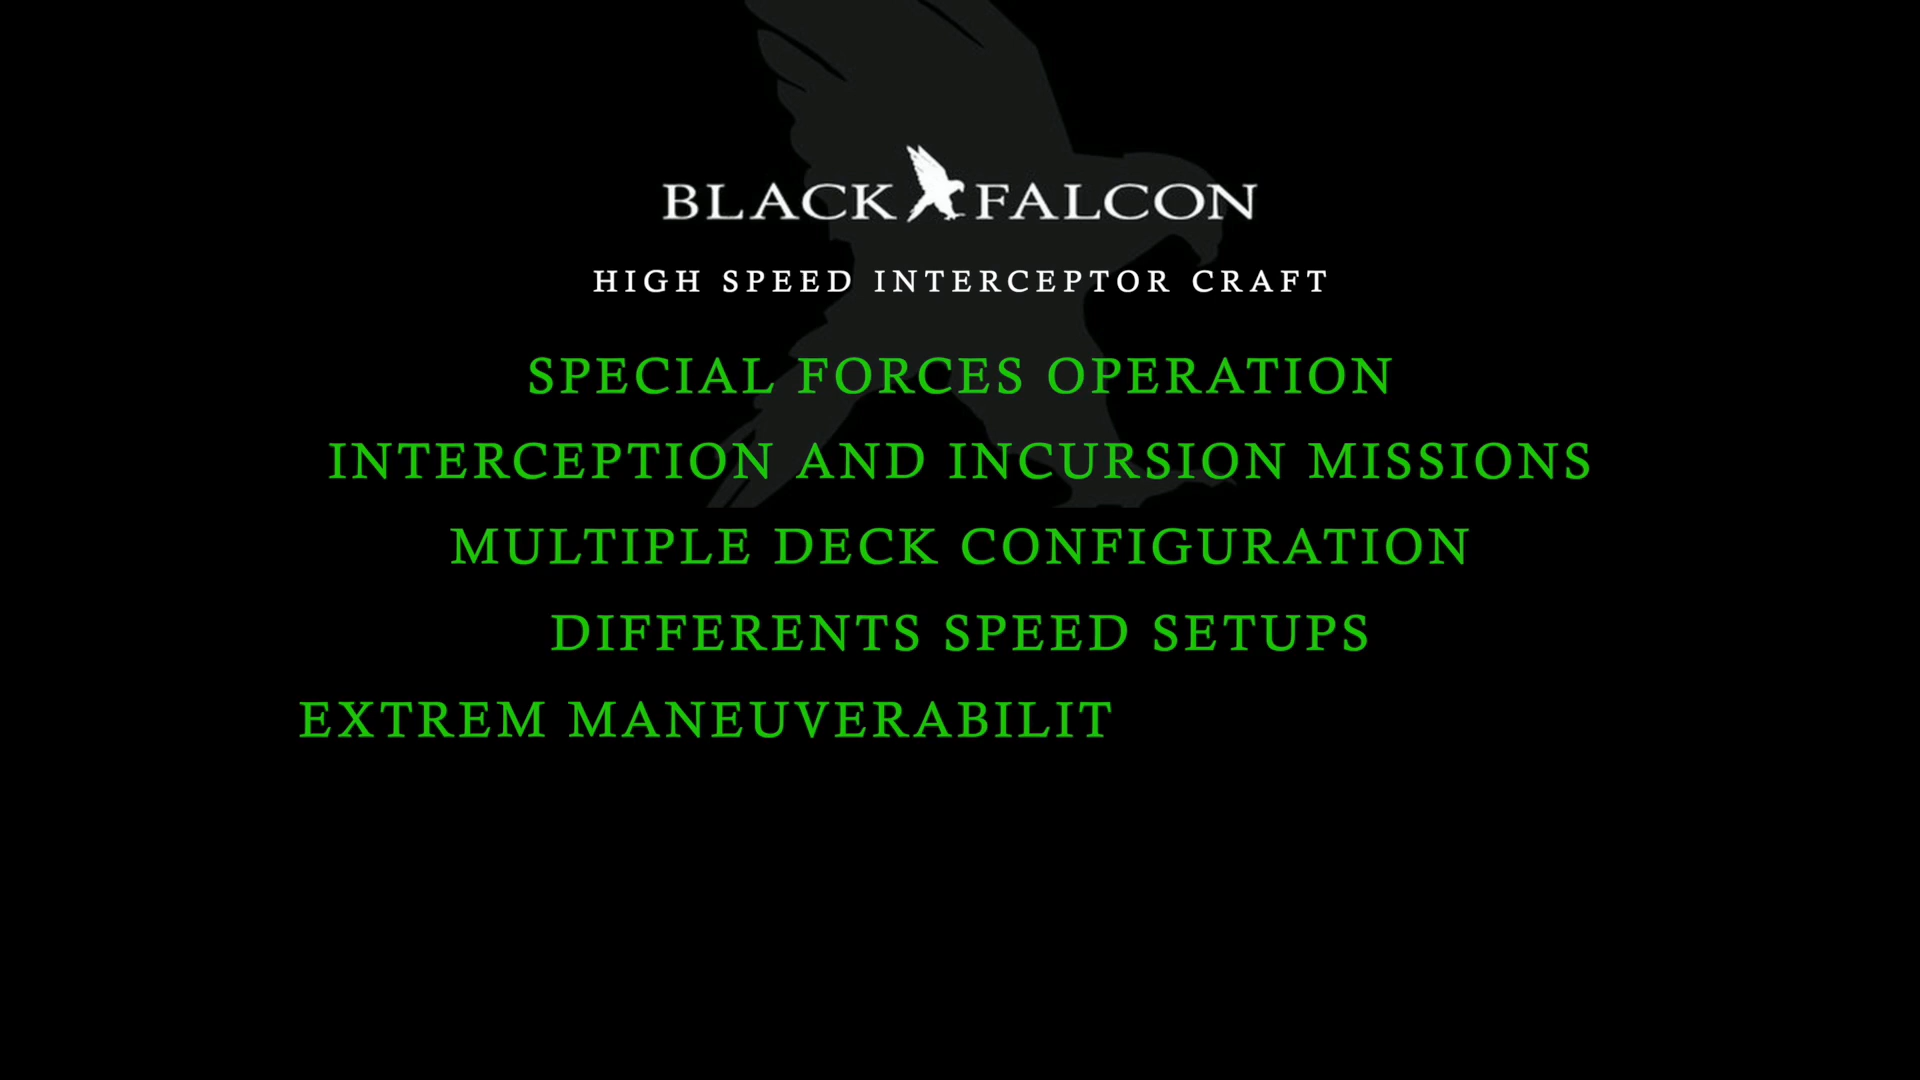 BLACK FALCON
HIGH SPEED INTERCEPTOR CRAFT
SPECIAL FORCES OPERATION
INTERCEPTION AND INCURSION MISSIONS
MULTIPLE DECK CONFIGURATION
DIFFERENTS SPEED SETUPS
EXTREM MANEUVERABILIT